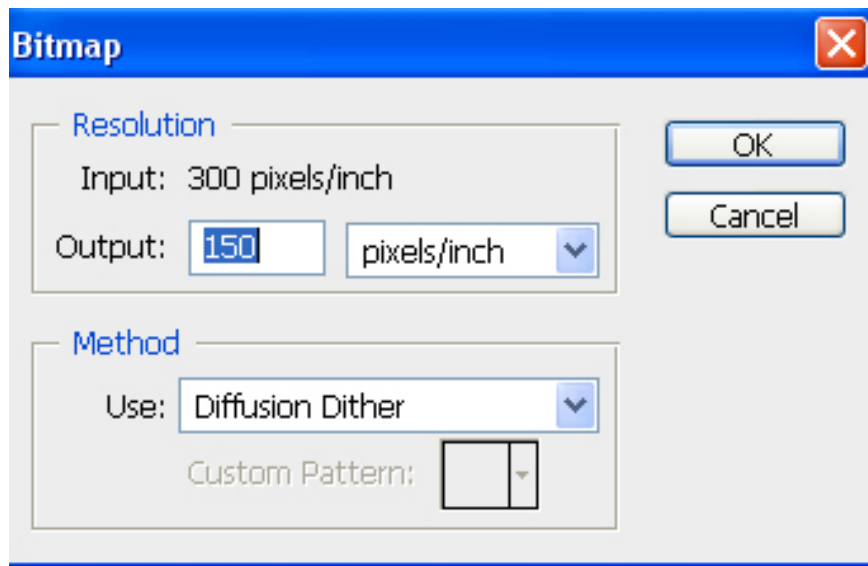 Bitmap
Resolution
Input: 300 pixels/inch
Output: 150 pixels/inch
OK
Cancel
Method
Use: Diffusion Dither
Custom Pattern: